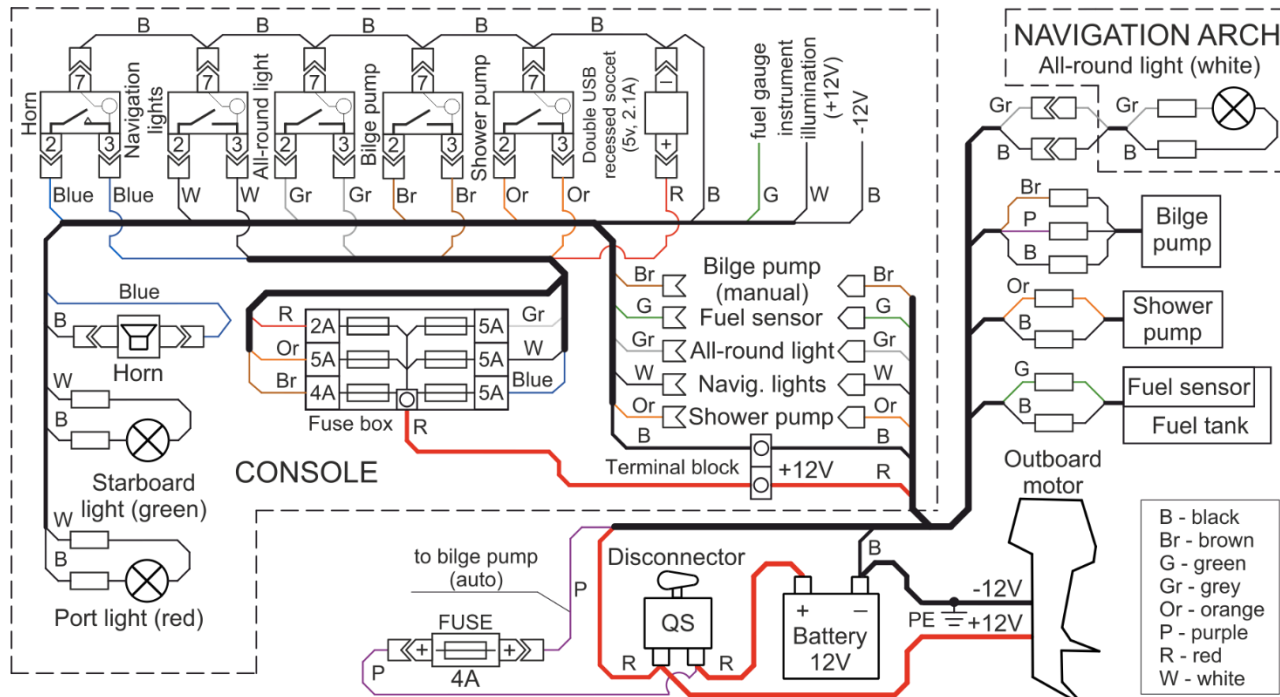 B
B
B
B
B
B
7
7
7
7
7
–
2
3
2
3
2
3
2
3
2
3
+
Horn
Navigation
lights
All-round light
Bilge pump
Shower pump
Double USB
recessed soccet
(5v, 2.1A)
fuel gauge
instrument
illumination
(+12V)
-12V
Blue
Blue
W
W
Gr
Gr
Br
Br
Or
Or
R
B
G
W
B
NAVIGATION ARCH
All-round light (white)
Gr
Gr
B
B
Br
P
B
Bilge
pump
Or
B
Shower
pump
G
B
Fuel sensor
Fuel tank
Blue
B
Horn
W
B
Starboard
light (green)
W
B
Port light (red)
R
2A
5A
Gr
Or
5A
5A
W
Br
4A
5A
Blue
Fuse box
R
CONSOLE
Br
Bilge pump
(manual)
Br
G
Fuel sensor
G
Gr
All-round light
Gr
W
Navig. lights
W
Or
Shower pump
Or
B
B
Terminal block
+12V
R
to bilge pump
(auto)
P
FUSE
+
+
4A
P
Disconnector
QS
R
R
B
+
–
Battery
12V
PE
-12V
+12V
Outboard
motor
B - black
Br - brown
G - green
Gr - grey
Or - orange
P - purple
R - red
W - white